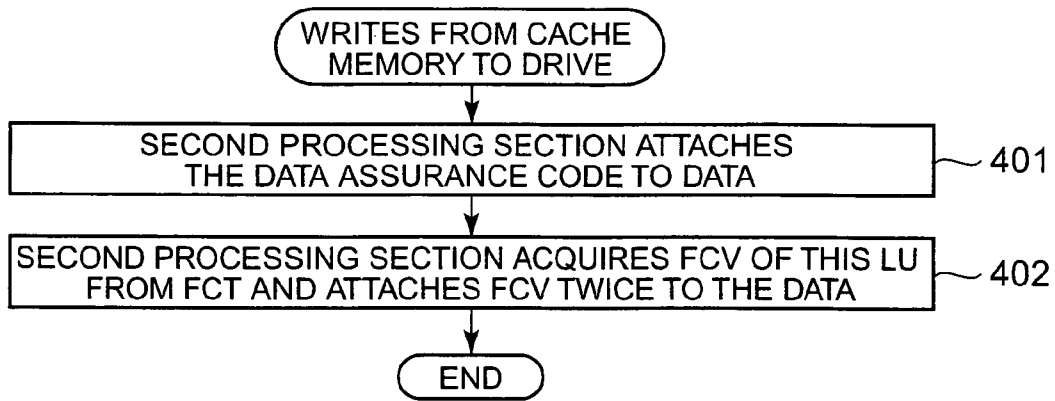 WRITES FROM CACHE
MEMORY TO DRIVE
SECOND PROCESSING SECTION ATTACHES
THE DATA ASSURANCE CODE TO DATA
401
SECOND PROCESSING SECTION ACQUIRES FCV OF THIS LU
FROM FCT AND ATTACHES FCV TWICE TO THE DATA
402
END